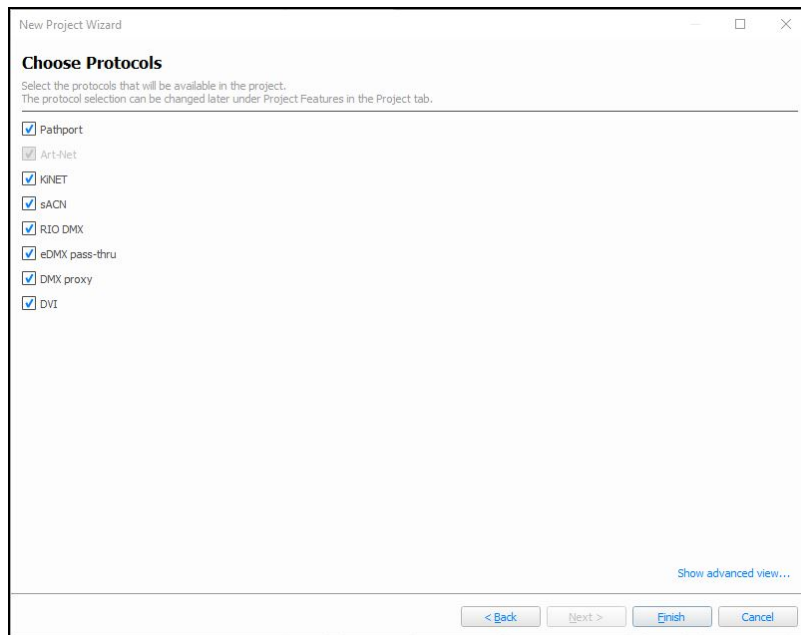 New Project Wizard
Choose Protocols
Select the protocols that will be available in the project.
The protocol selection can be changed later under Project Features in the Project tab.
Pathport
Art-Net
KiNET
sACN
RIO DMX
eDMX pass-thru
DMX proxy
DVI
Show advanced view...
< Back Next > Finish Cancel